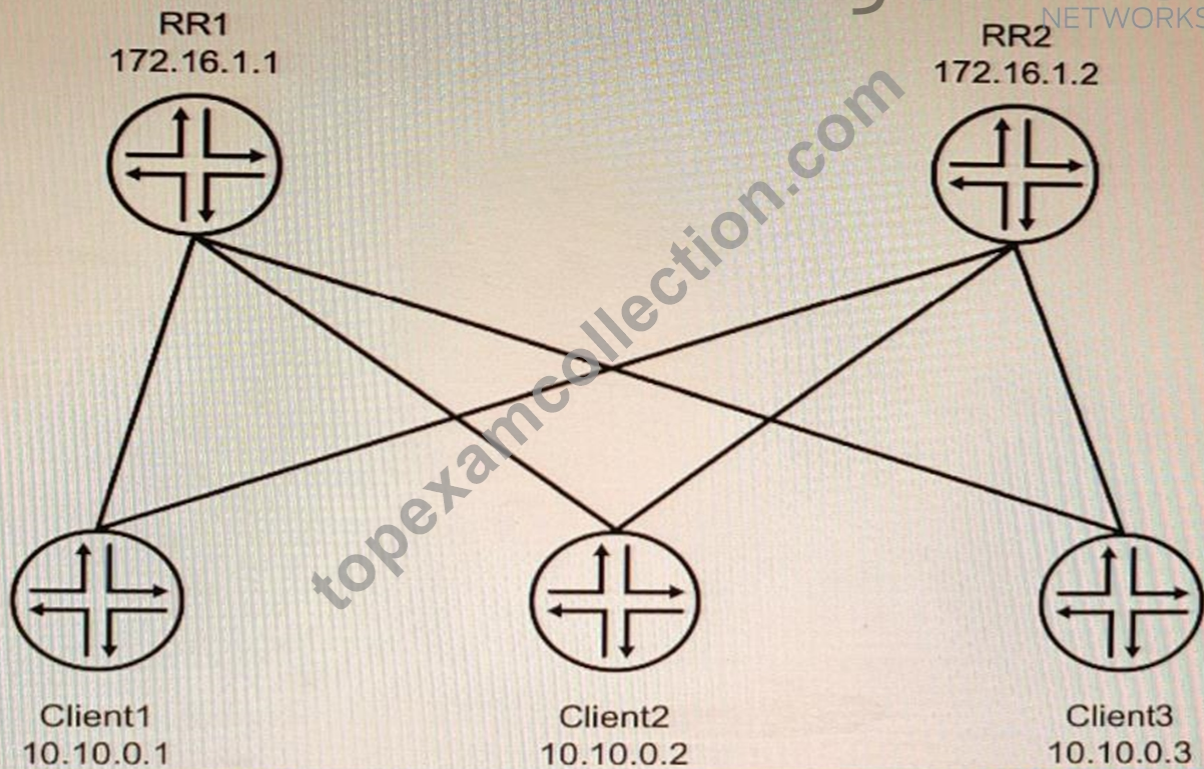 RR1
172.16.1.1
NETWORKS
RR2
172.16.1.2
topexamcollection.com
Client1
10.10.0.1
Client2
10.10.0.2
Client3
10.10.0.3